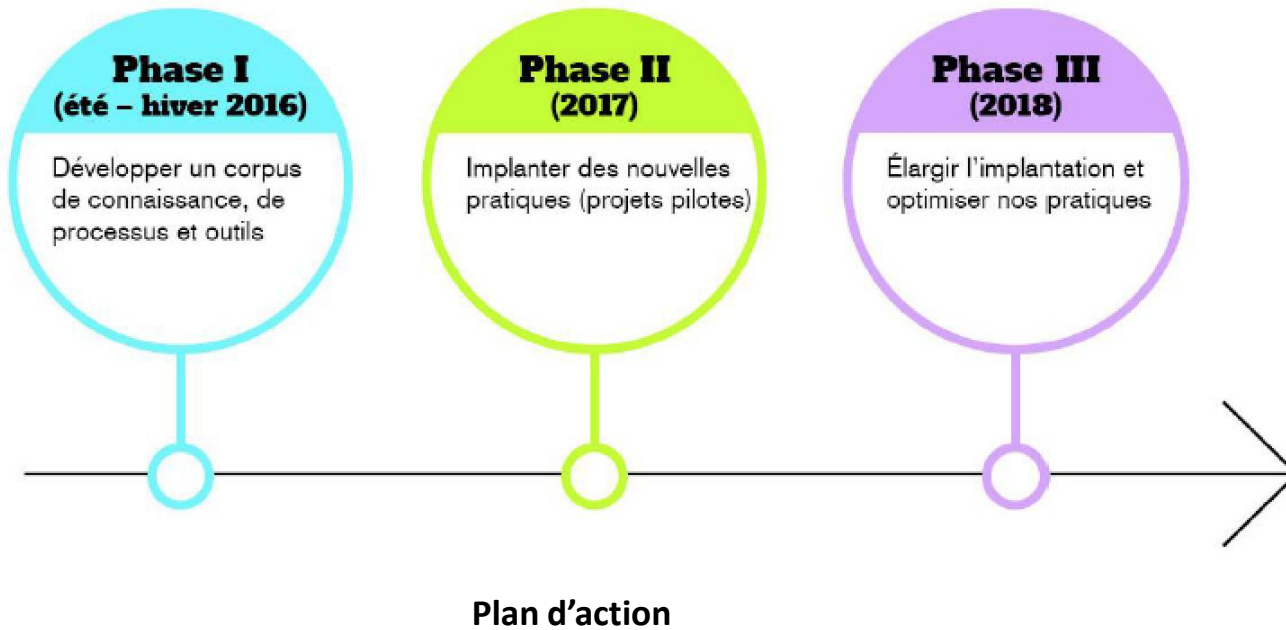 Phase I
(été – hiver 2016)
Développer un corpus
de connaissance, de
processus et outils
Phase II
(2017)
Implanter des nouvelles
pratiques (projets pilotes)
Phase III
(2018)
Élargir l'implantation et
optimiser nos pratiques
Plan d'action